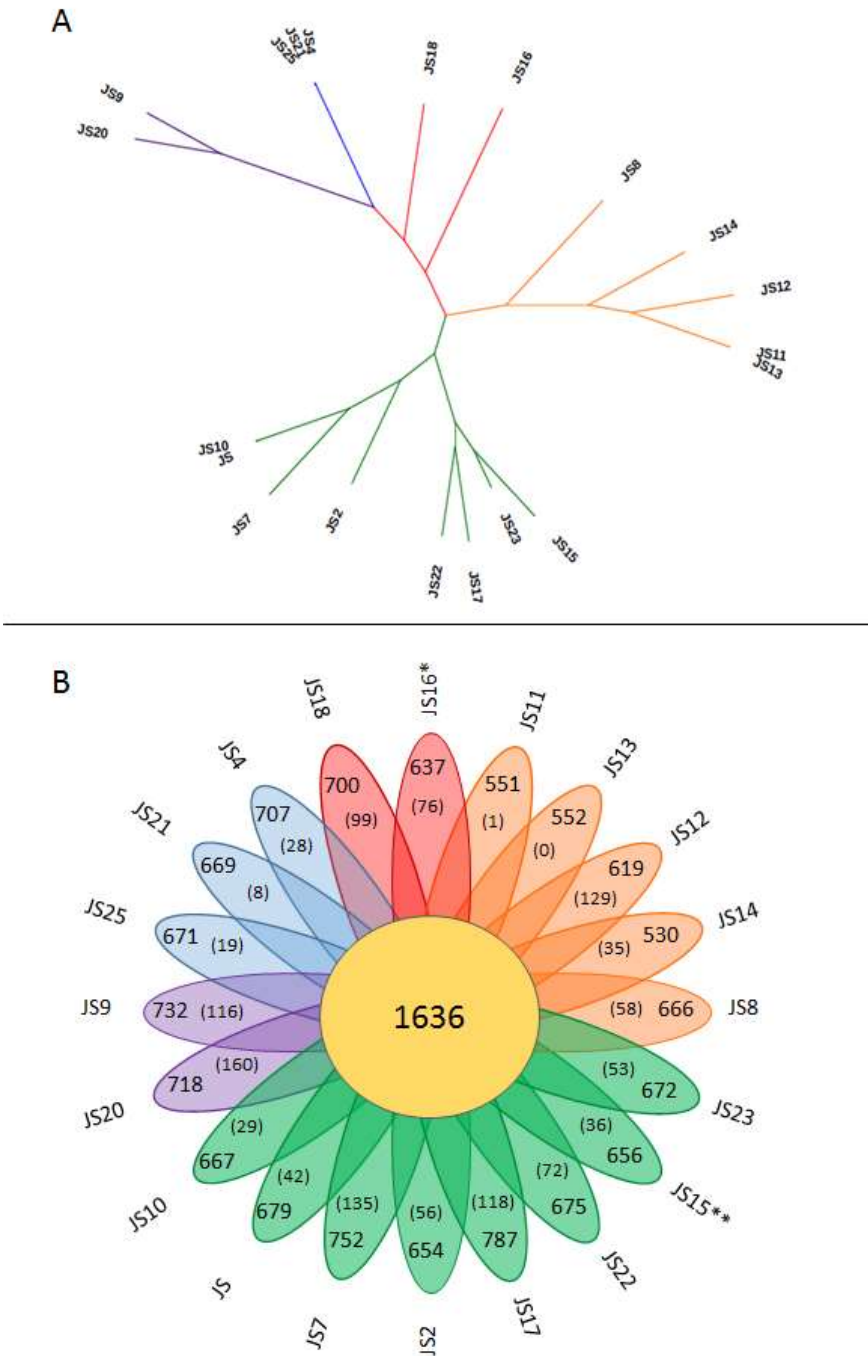 A
JS4
JS21
JS25
JS18
JS16
JS9
JS20
JS8
JS14
JS12
JS11
JS13
JS10
JS
JS7
JS2
JS23
JS15
JS22
JS17
B
JS16*
JS18
JS11
JS4
JS13
JS21
JS12
JS25
JS14
JS9
JS8
JS20
JS23
JS10
JS15**
JS
JS22
JS7
JS17
JS2
637
(76)
700
(99)
551
(1)
707
(28)
552
(0)
669
(8)
619
(129)
671
(19)
530
(35)
732 (116)
1636
(58) 666
718
(160)
(53)
672
(29)
667
(36)
656
(42)
679
(72)
675
(135)
752
(118)
787
(56)
654